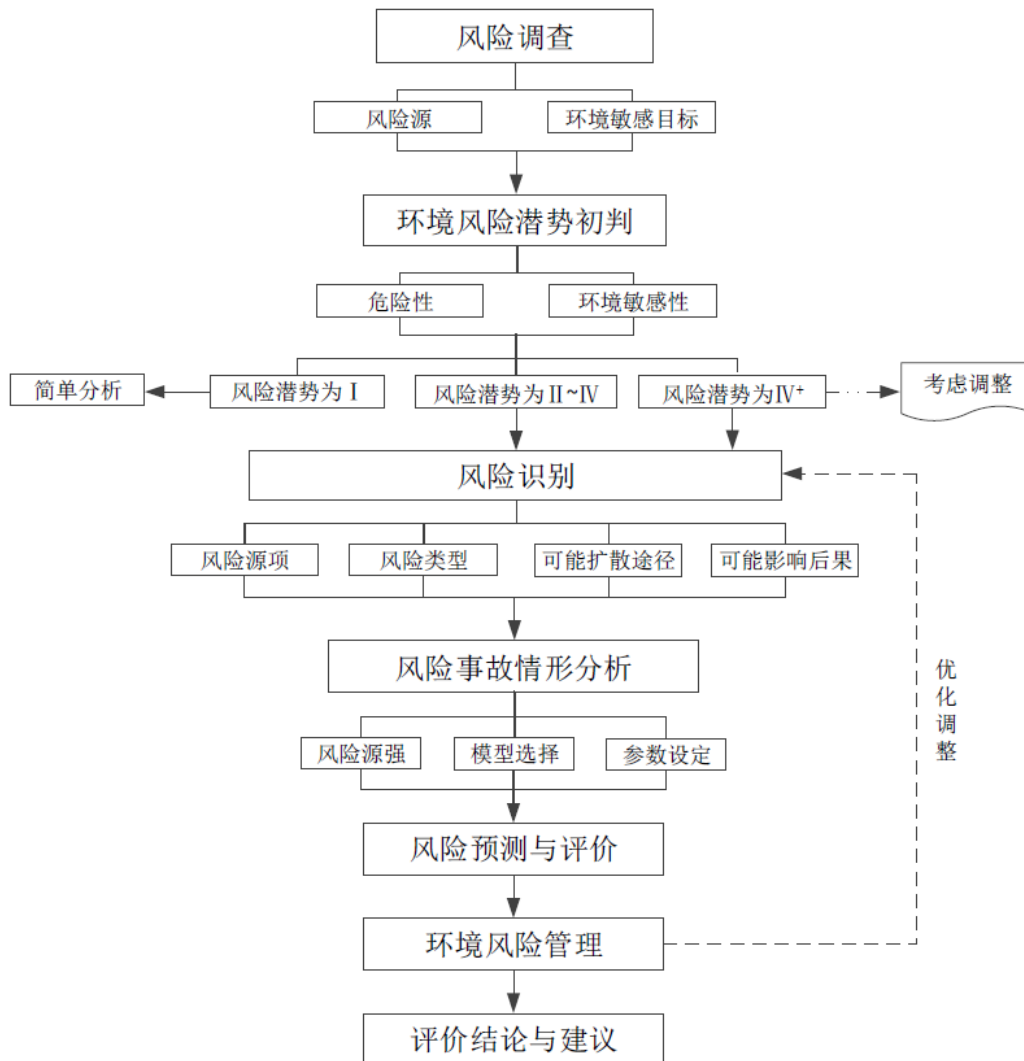 风险调查
风险源
环境敏感目标
环境风险潜势初判
危险性
环境敏感性
简单分析
风险潜势为Ⅰ
风险潜势为Ⅱ~Ⅳ
风险潜势为Ⅳ⁺
考虑调整
风险识别
风险源项
风险类型
可能扩散途径
可能影响后果
风险事故情形分析
风险源强
模型选择
参数设定
优化调整
风险预测与评价
环境风险管理
评价结论与建议